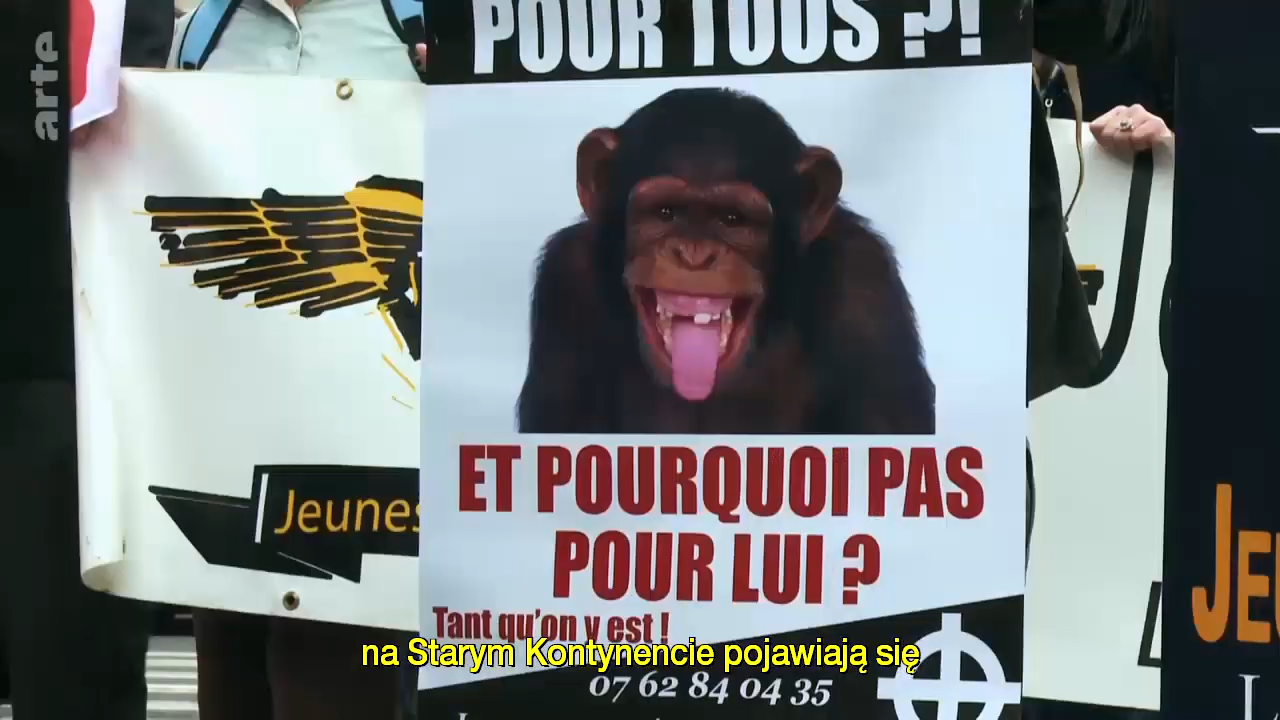 arte
POUR TOUS ?!
Jeunes
ET POURQUOI PAS
POUR LUI ?
Tant qu'on y est !
na Starym Kontynencie pojawiają się
07 62 84 04 35
JE